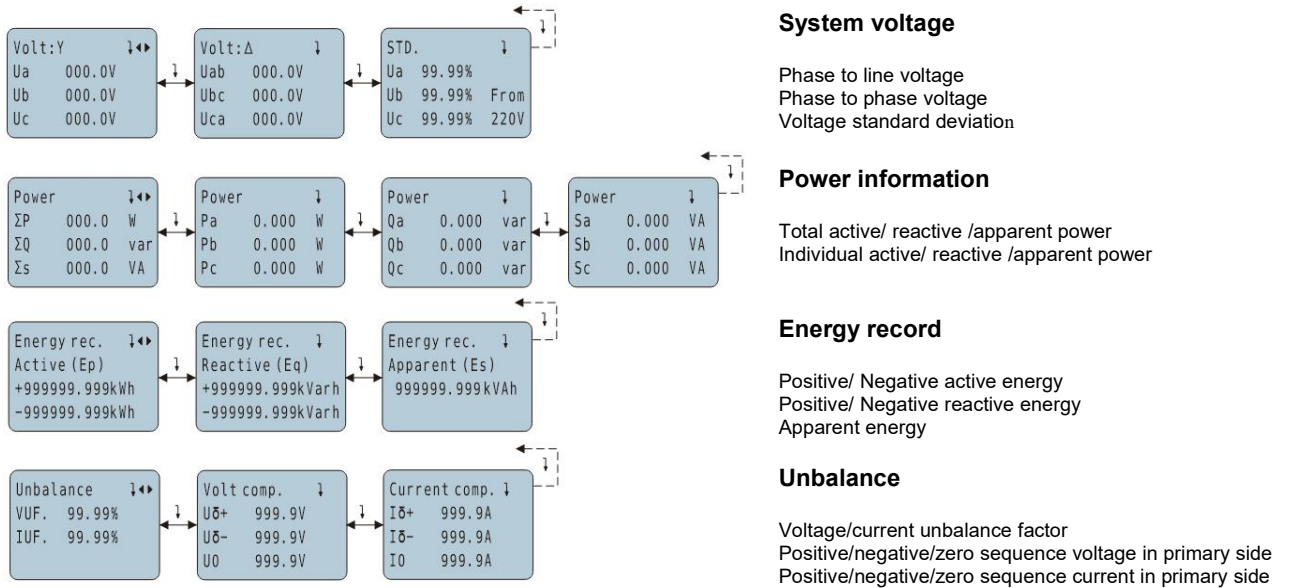 Volt:Y ↴◂▸
Ua 000.0V
Ub 000.0V
Uc 000.0V
↴
Volt:Δ ↴
Uab 000.0V
Ubc 000.0V
Uca 000.0V
↴
STD. ↴
Ua 99.99%
Ub 99.99% From
Uc 99.99% 220V
↴
System voltage
Phase to line voltage
Phase to phase voltage
Voltage standard deviation
Power ↴◂▸
ΣP 000.0 W
ΣQ 000.0 var
Σs 000.0 VA
↴
Power ↴
Pa 0.000 W
Pb 0.000 W
Pc 0.000 W
↴
Power ↴
Qa 0.000 var
Qb 0.000 var
Qc 0.000 var
↴
Power ↴
Sa 0.000 VA
Sb 0.000 VA
Sc 0.000 VA
↴
Power information
Total active/ reactive /apparent power
Individual active/ reactive /apparent power
Energy rec. ↴◂▸
Active (Ep)
+999999.999kWh
-999999.999kWh
↴
Energy rec. ↴
Reactive (Eq)
+999999.999kVarh
-999999.999kVarh
↴
Energy rec. ↴
Apparent (Es)
999999.999kVAh
↴
Energy record
Positive/ Negative active energy
Positive/ Negative reactive energy
Apparent energy
Unbalance ↴◂▸
VUF. 99.99%
IUF. 99.99%
↴
Volt comp. ↴
Uδ+ 999.9V
Uδ- 999.9V
U0 999.9V
↴
Current comp. ↴
Iδ+ 999.9A
Iδ- 999.9A
I0 999.9A
↴
Unbalance
Voltage/current unbalance factor
Positive/negative/zero sequence voltage in primary side
Positive/negative/zero sequence current in primary side